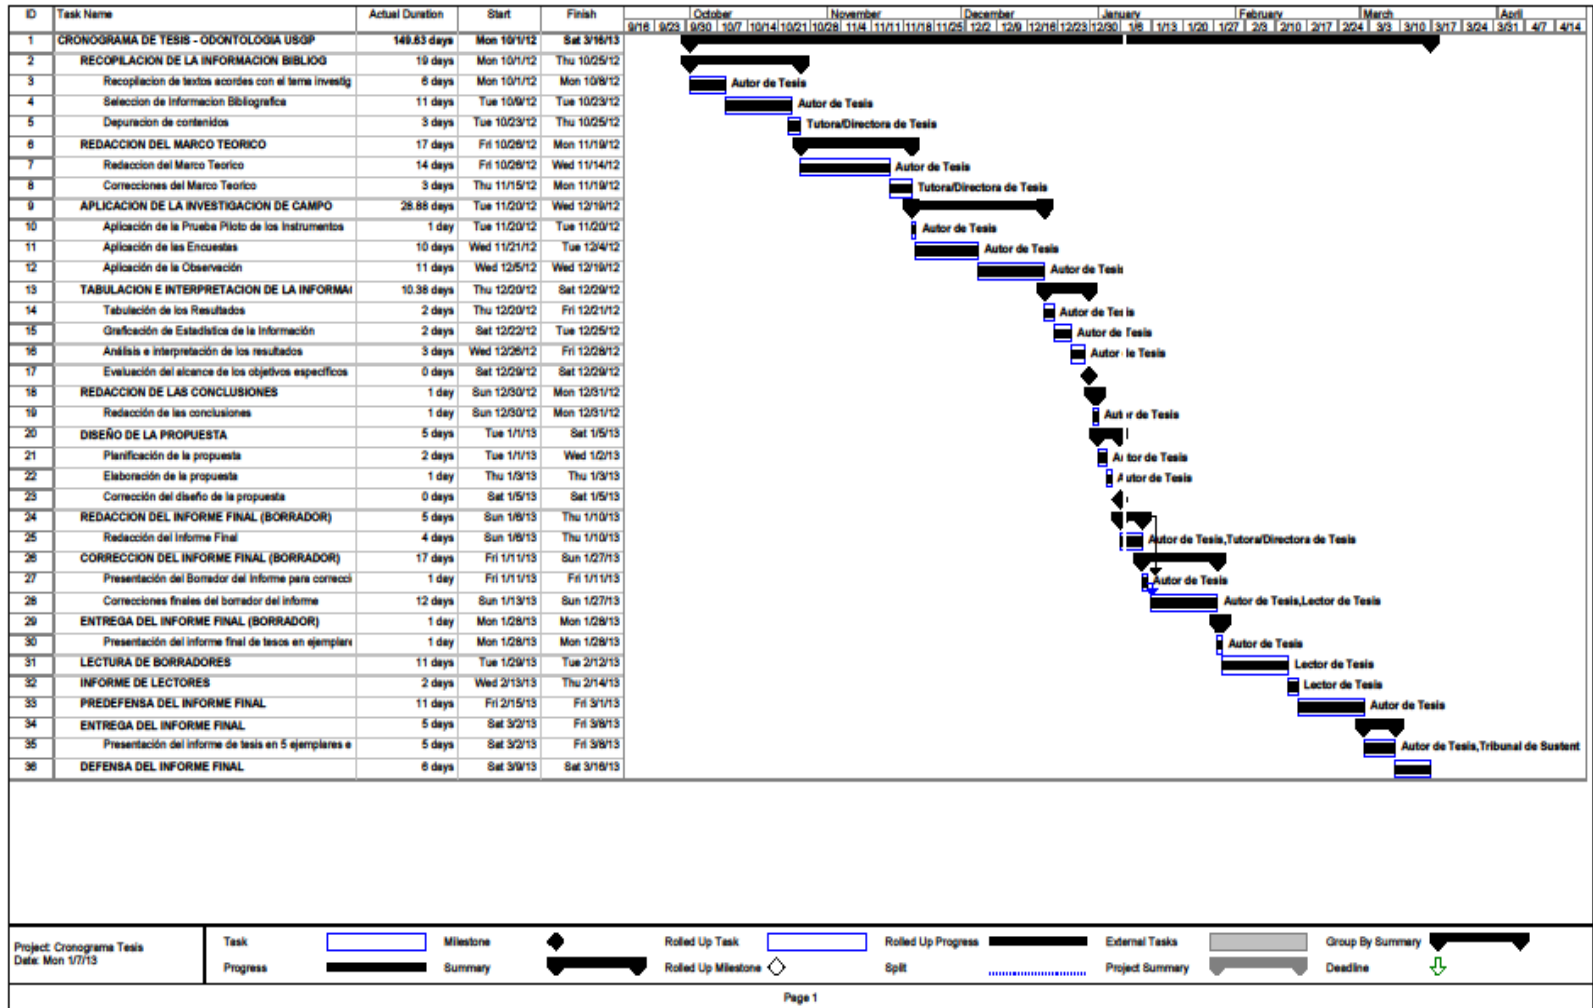 ID Task Name Actual Duration Start Finish October November December January February March April
9/16 9/23 9/30 10/7 10/14 10/21 10/28 11/4 11/11 11/18 11/25 12/2 12/9 12/16 12/23 12/30 1/6 1/13 1/20 1/27 2/3 2/10 2/17 2/24 3/3 3/10 3/17 3/24 3/31 4/7 4/14
1 CRONOGRAMA DE TESIS - ODONTOLOGIA USGP 149.63 days Mon 10/1/12 Sat 3/16/13
2 RECOPILACION DE LA INFORMACION BIBLIOG 19 days Mon 10/1/12 Thu 10/25/12
3 Recopilacion de textos acordes con el tema investig 6 days Mon 10/1/12 Mon 10/8/12 Autor de Tesis
4 Seleccion de Informacion Bibliografica 11 days Tue 10/9/12 Tue 10/23/12 Autor de Tesis
5 Depuracion de contenidos 3 days Tue 10/23/12 Thu 10/25/12 Tutora/Directora de Tesis
6 REDACCION DEL MARCO TEORICO 17 days Fri 10/26/12 Mon 11/19/12
7 Redaccion del Marco Teorico 14 days Fri 10/26/12 Wed 11/14/12 Autor de Tesis
8 Correcciones del Marco Teorico 3 days Thu 11/15/12 Mon 11/19/12 Tutora/Directora de Tesis
9 APLICACION DE LA INVESTIGACION DE CAMPO 28.88 days Tue 11/20/12 Wed 12/19/12
10 Aplicación de la Prueba Piloto de los Instrumentos 1 day Tue 11/20/12 Tue 11/20/12 Autor de Tesis
11 Aplicación de las Encuestas 10 days Wed 11/21/12 Tue 12/4/12 Autor de Tesis
12 Aplicación de la Observación 11 days Wed 12/5/12 Wed 12/19/12 Autor de Tesis
13 TABULACION E INTERPRETACION DE LA INFORMA 10.38 days Thu 12/20/12 Sat 12/29/12
14 Tabulación de los Resultados 2 days Thu 12/20/12 Fri 12/21/12 Autor de Tesis
15 Graficación de Estadística de la Información 2 days Sat 12/22/12 Tue 12/25/12 Autor de Tesis
16 Análisis e interpretación de los resultados 3 days Wed 12/26/12 Fri 12/28/12 Autor de Tesis
17 Evaluación del alcance de los objetivos específicos 0 days Sat 12/29/12 Sat 12/29/12
18 REDACCION DE LAS CONCLUSIONES 1 day Sun 12/30/12 Mon 12/31/12
19 Redacción de las conclusiones 1 day Sun 12/30/12 Mon 12/31/12 Autor de Tesis
20 DISEÑO DE LA PROPUESTA 5 days Tue 1/1/13 Sat 1/5/13
21 Planificación de la propuesta 2 days Tue 1/1/13 Wed 1/2/13 Autor de Tesis
22 Elaboración de la propuesta 1 day Thu 1/3/13 Thu 1/3/13 Autor de Tesis
23 Corrección del diseño de la propuesta 0 days Sat 1/5/13 Sat 1/5/13
24 REDACCION DEL INFORME FINAL (BORRADOR) 5 days Sun 1/6/13 Thu 1/10/13
25 Redacción del Informe Final 4 days Sun 1/6/13 Thu 1/10/13 Autor de Tesis,Tutora/Directora de Tesis
26 CORRECCION DEL INFORME FINAL (BORRADOR) 17 days Fri 1/11/13 Sun 1/27/13
27 Presentación del Borrador del Informe para correcci 1 day Fri 1/11/13 Fri 1/11/13 Autor de Tesis
28 Correcciones finales del borrador del informe 12 days Sun 1/13/13 Sun 1/27/13 Autor de Tesis,Lector de Tesis
29 ENTREGA DEL INFORME FINAL (BORRADOR) 1 day Mon 1/28/13 Mon 1/28/13
30 Presentación del informe final de tesos en ejemplare 1 day Mon 1/28/13 Mon 1/28/13 Autor de Tesis
31 LECTURA DE BORRADORES 11 days Tue 1/29/13 Tue 2/12/13 Lector de Tesis
32 INFORME DE LECTORES 2 days Wed 2/13/13 Thu 2/14/13 Lector de Tesis
33 PREDEFENSA DEL INFORME FINAL 11 days Fri 2/15/13 Fri 3/1/13 Autor de Tesis
34 ENTREGA DEL INFORME FINAL 5 days Sat 3/2/13 Fri 3/8/13
35 Presentación del informe de tesis en 5 ejemplares e 5 days Sat 3/2/13 Fri 3/8/13 Autor de Tesis,Tribunal de Sustent
36 DEFENSA DEL INFORME FINAL 6 days Sat 3/9/13 Sat 3/16/13
Project: Cronograma Tesis
Date: Mon 1/7/13
Task Milestone Rolled Up Task Rolled Up Progress External Tasks Group By Summary
Progress Summary Rolled Up Milestone Split Project Summary Deadline
Page 1